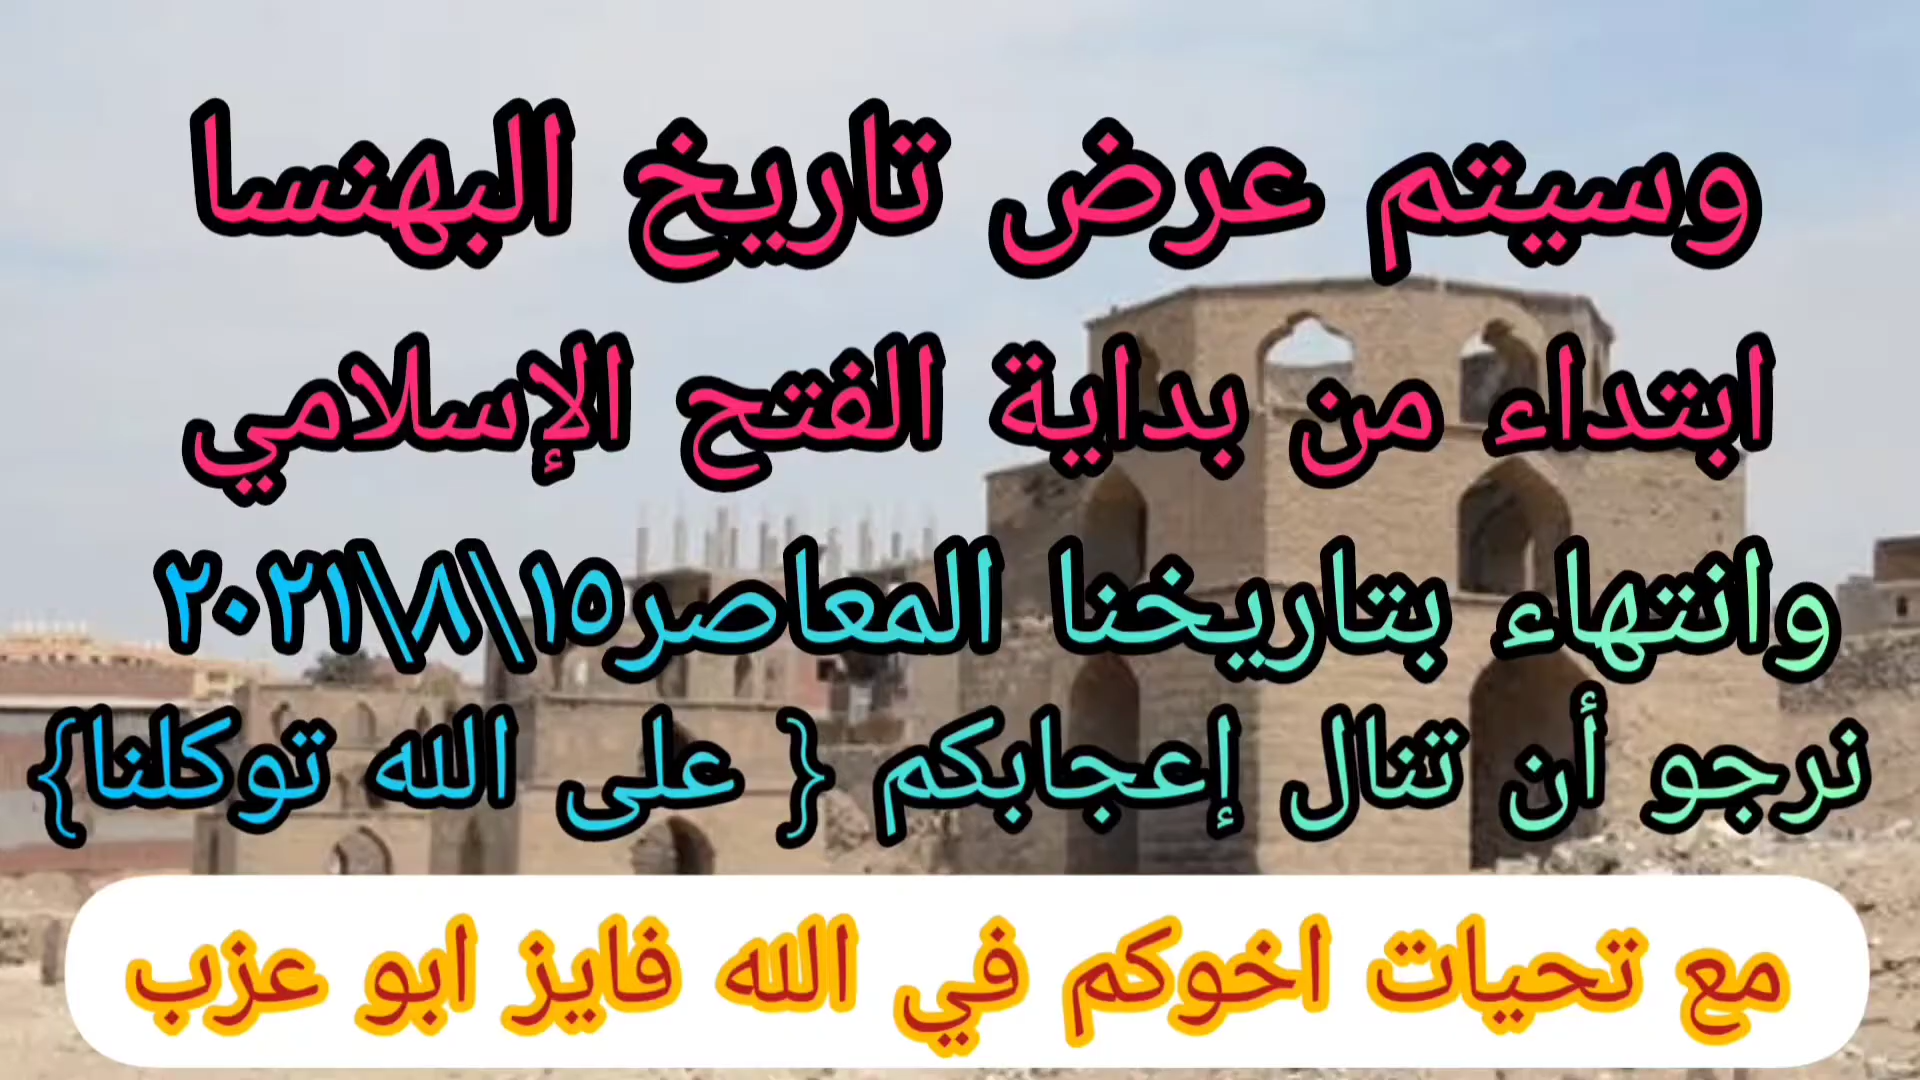 وسيتم عرض تاريخ البهنسا
ابتداء من بداية الفتح الإسلامي
وانتهاء بتاريخنا المعاصر١٥\٨\٢٠٢١
نرجو أن تنال إعجابكم { على الله توكلنا}
مع تحيات اخوكم في الله فايز ابو عزب